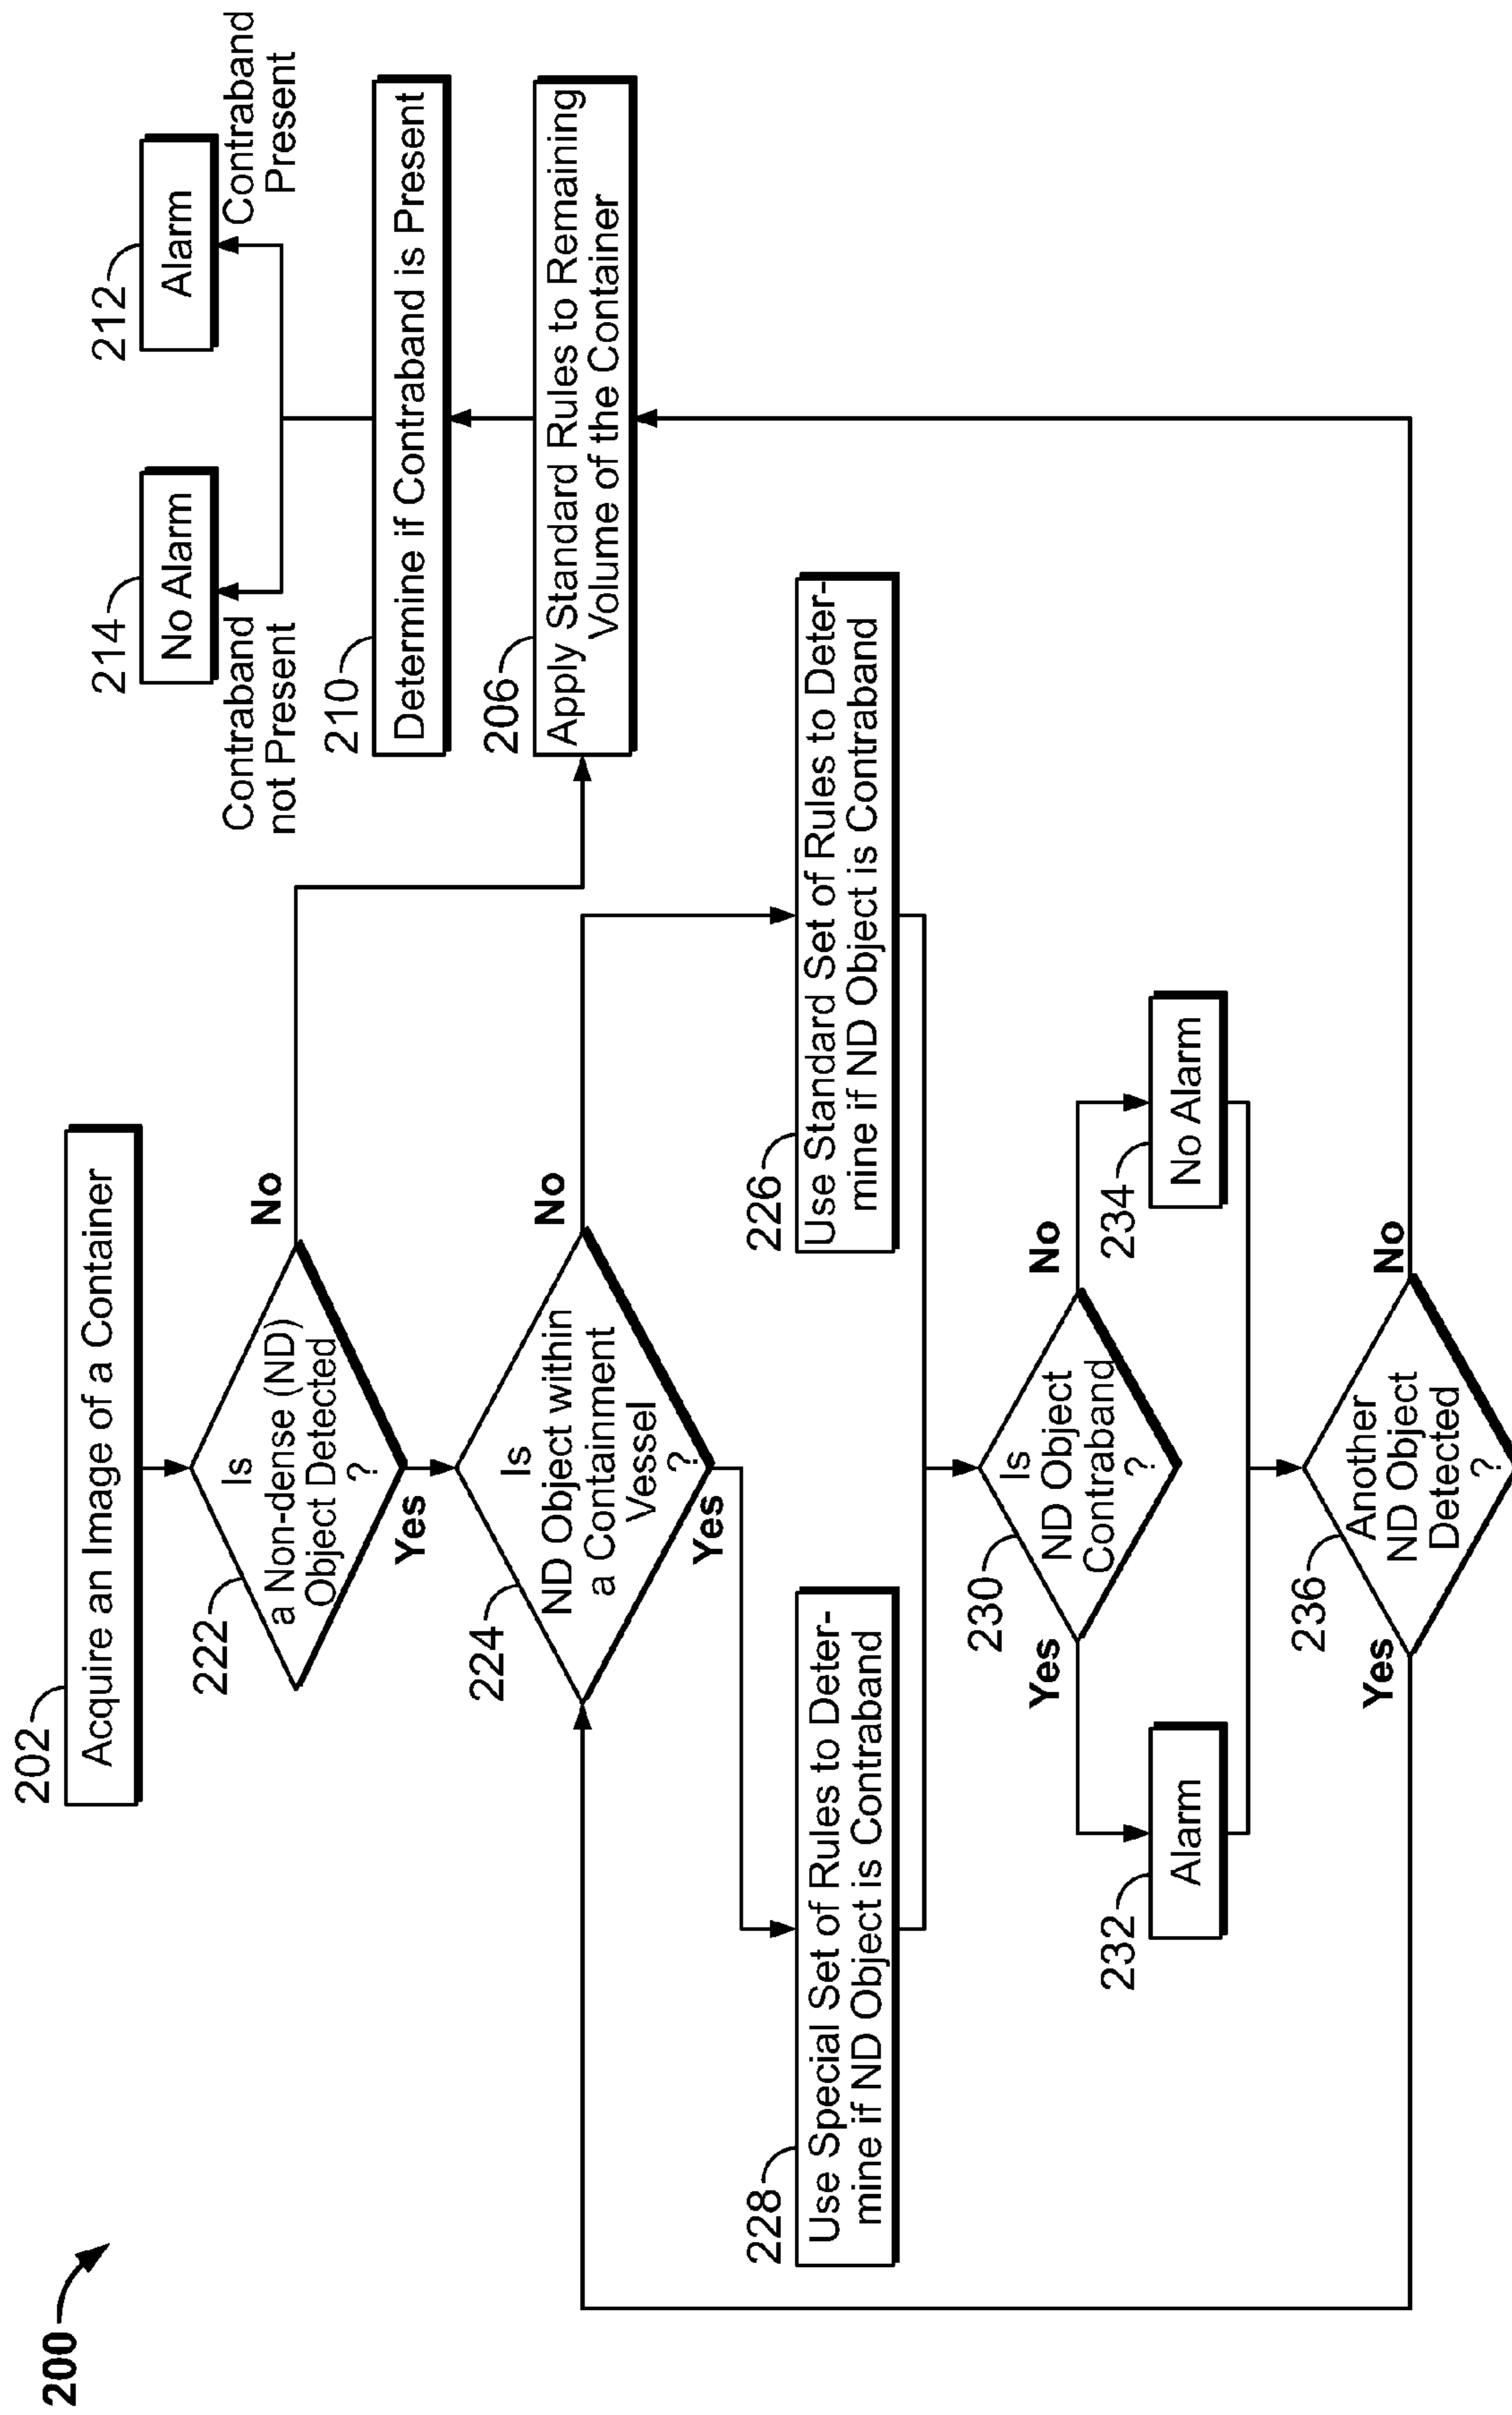 200
202
Acquire an Image of a Container
222
Is
a Non-dense (ND)
Object Detected
?
No
Yes
224
Is
ND Object within
a Containment
Vessel
?
No
Yes
228
Use Special Set of Rules to Deter-
mine if ND Object is Contraband
226
Use Standard Set of Rules to Deter-
mine if ND Object is Contraband
230
Is
ND Object
Contraband
?
Yes
No
232
Alarm
234
No Alarm
236
Another
ND Object
Detected
?
Yes
No
206
Apply Standard Rules to Remaining
Volume of the Container
210
Determine if Contraband is Present
Contraband
not Present
Contraband
Present
214
No Alarm
212
Alarm